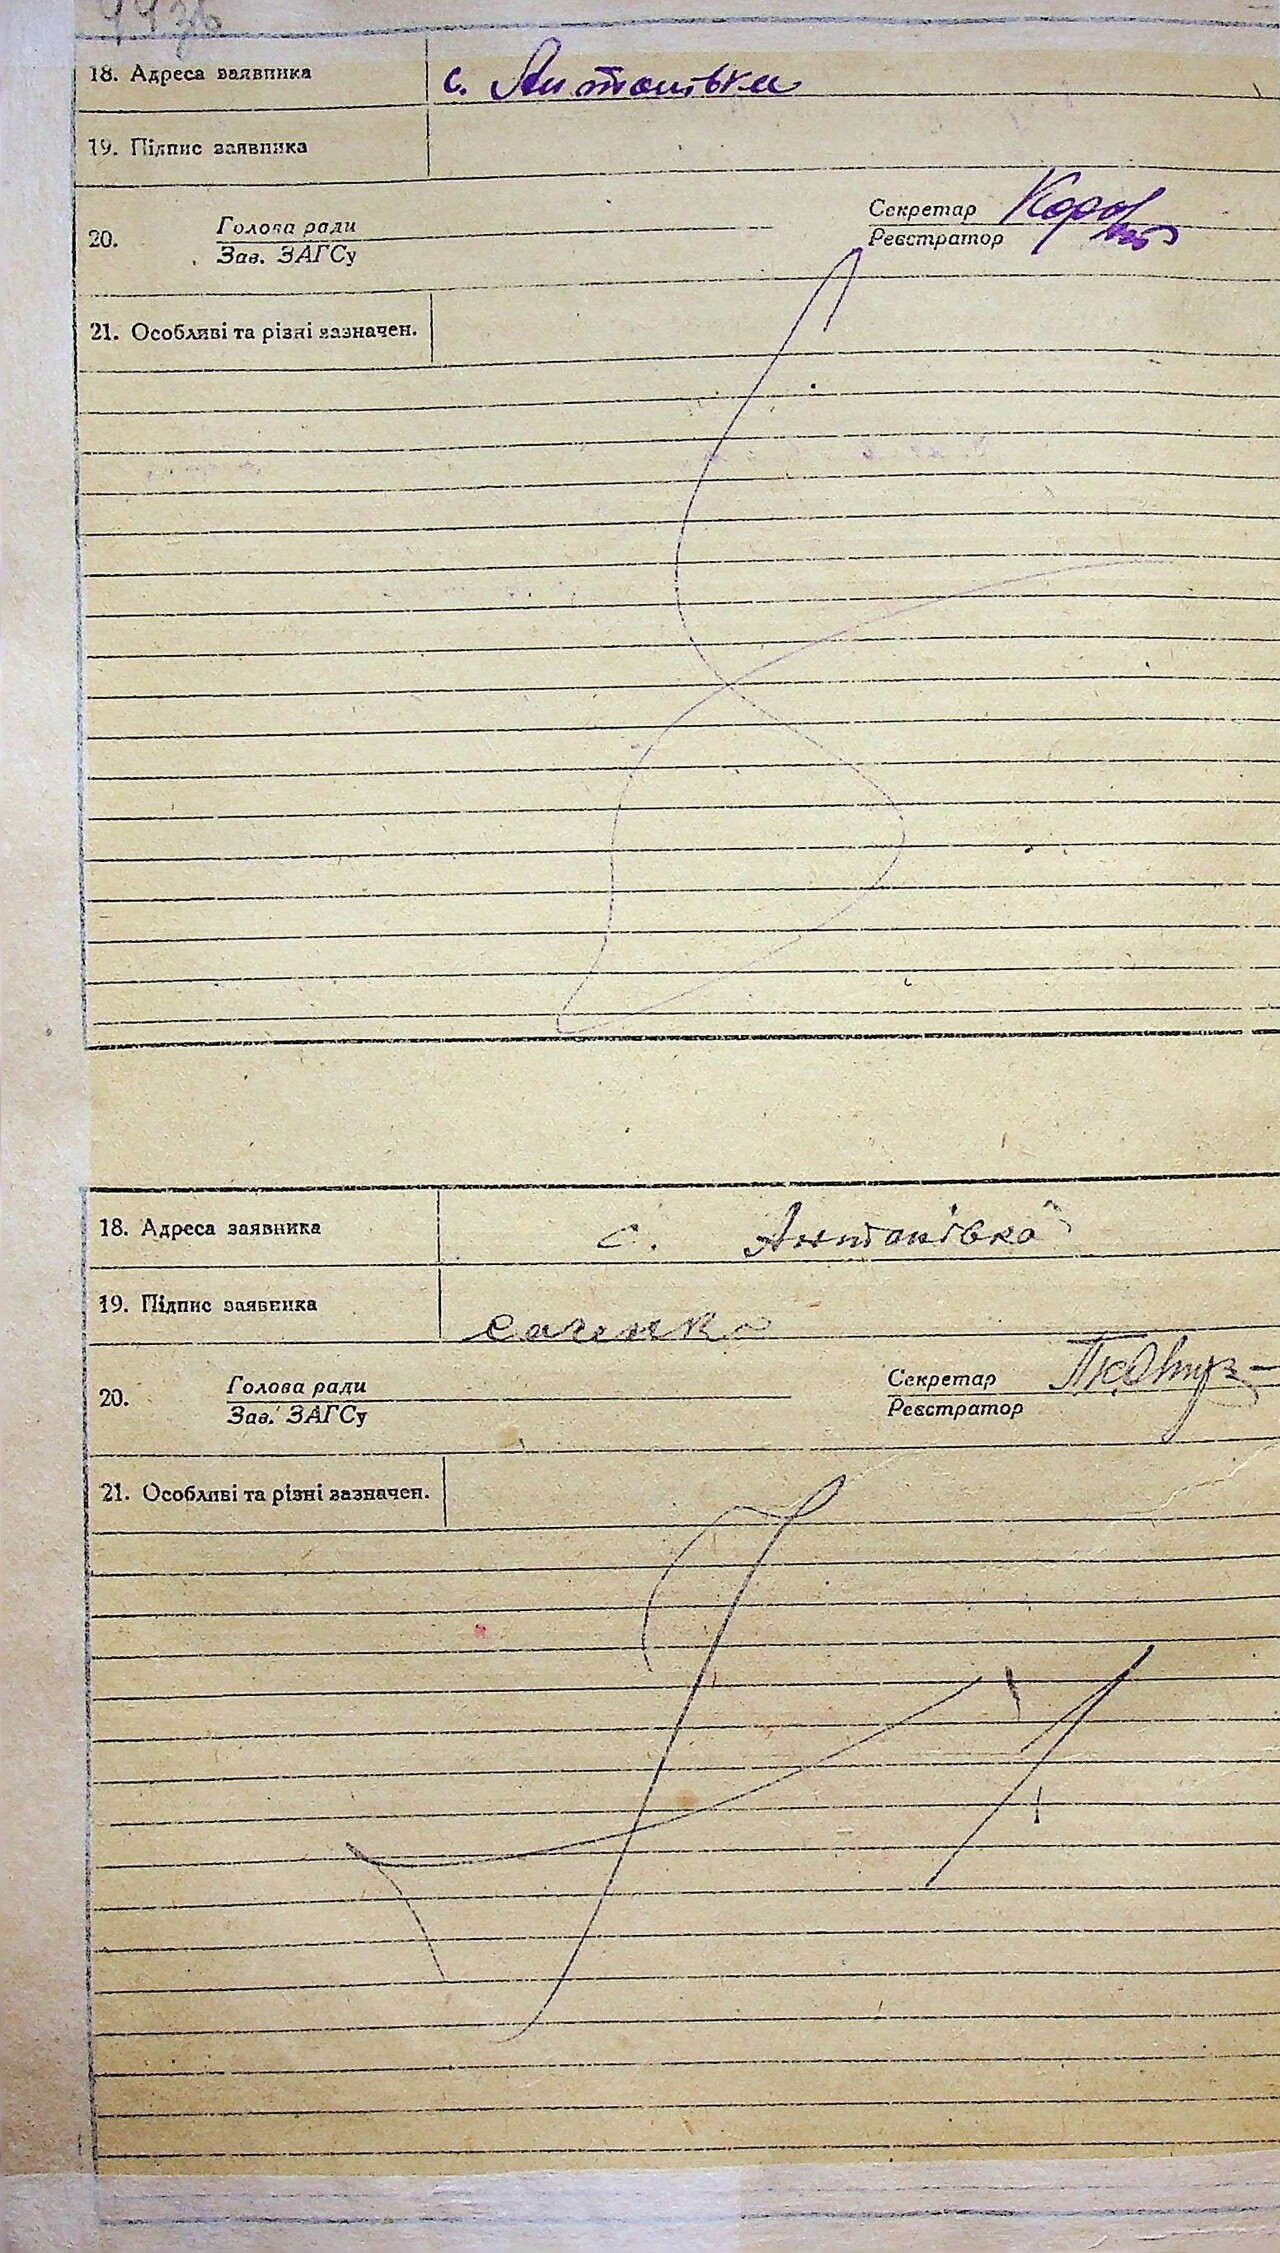 18. Адреса заявника с. Антонівка
19. Підпис заявника
20. Голова ради Секретар
Зав. ЗАГСу Реєстратор
21. Особливі та різні зазначен.
18. Адреса заявника с. Антонівка
19. Підпис заявника Саченко
20. Голова ради Секретар
Зав. ЗАГСу Реєстратор
21. Особливі та різні зазначен.